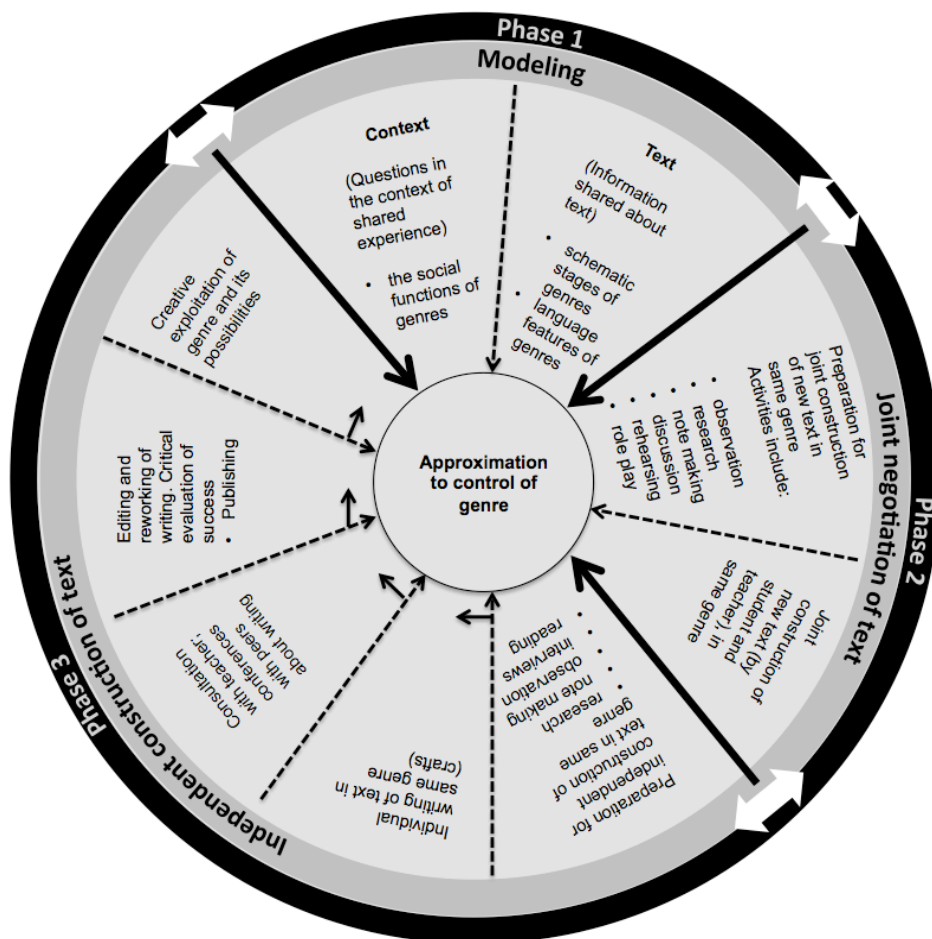 Phase 1
Modeling
Context
(Questions in
the context of
shared
experience)
• the social
functions of
genres
Text
(Information
shared about
text)
• schematic
stages of
genres
• language
features of
genres
Phase 2
Joint negotiation of text
Preparation for
joint construction
of new text in
same genre
Activities include:
• observation
• research
• note making
• discussion
• rehearsing
• role play
Joint
construction of
new text (by
student and
teacher), in
same genre
Phase 3
Independent construction of text
Preparation for
independent
construction of
text in same
genre
• research
• note making
• observation
• interviews
reading
Individual
writing of text in
same genre
(crafts)
Consultation
with teacher;
conferences
with peers
about writing
Editing and
reworking of
writing. Critical
evaluation of
success
• Publishing
Creative
exploitation of
genre and its
possibilities
Approximation
to control of
genre